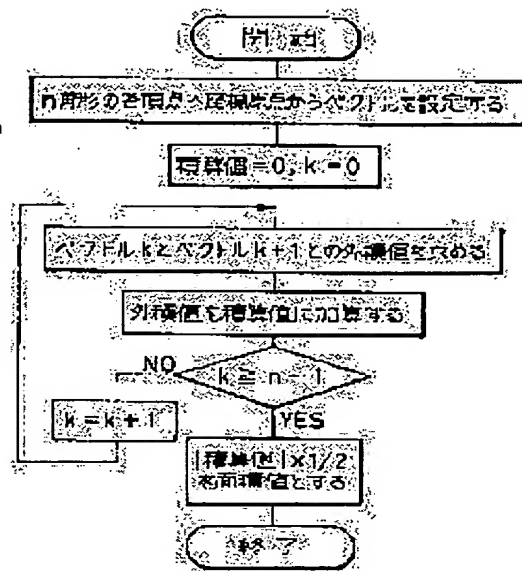 開始
n角形の各頂点へ座標原点からベクトルを設定する
積算値=0, k=0
ベクトルkとベクトルk+1との外積値を求める
外積値を積算値に加算する
k≧n-1
NO
YES
k=k+1
|積算値|×1/2
を面積値とする
終了